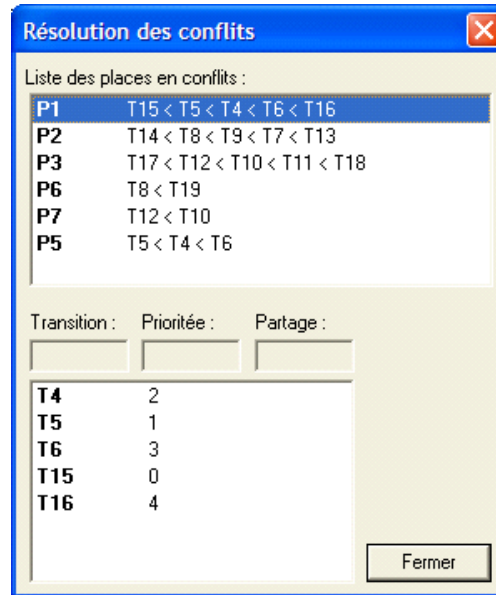 Résolution des conflits
Liste des places en conflits :
P1 T15 < T5 < T4 < T6 < T16
P2 T14 < T8 < T9 < T7 < T13
P3 T17 < T12 < T10 < T11 < T18
P6 T8 < T19
P7 T12 < T10
P5 T5 < T4 < T6
Transition : Prioritée : Partage :
T4 2
T5 1
T6 3
T15 0
T16 4
Fermer